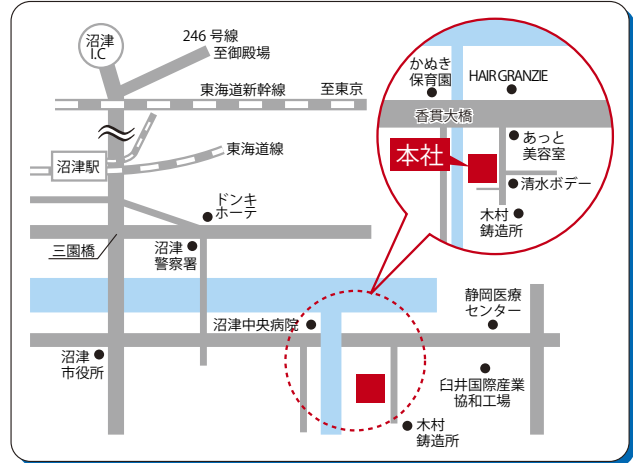 沼津
I.C
246 号線
至御殿場
東海道新幹線
至東京
沼津駅
東海道線
ドンキ
ホーテ
三園橋
沼津
警察署
沼津中央病院
沼津
市役所
静岡医療
センター
臼井国際産業
協和工場
木村
鋳造所
かぬき
保育園
HAIR GRANZIE
香貫大橋
本社
あっと
美容室
清水ボデー
木村
鋳造所